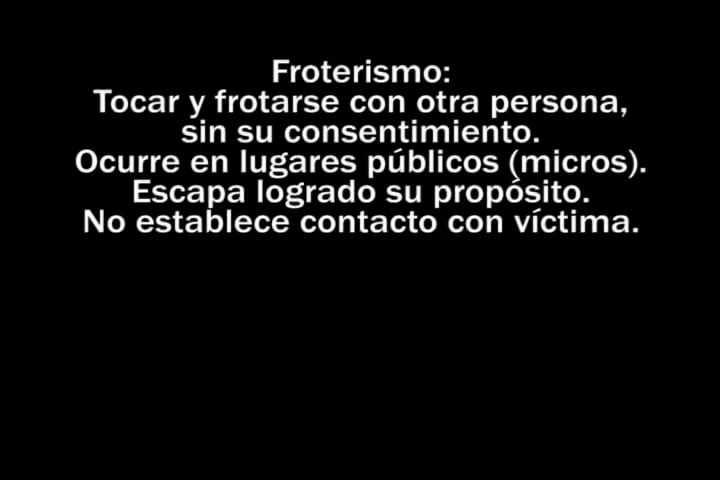 Froterismo:
Tocar y frotarse con otra persona,
sin su consentimiento.
Ocurre en lugares públicos (micros).
Escapa logrado su propósito.
No establece contacto con víctima.